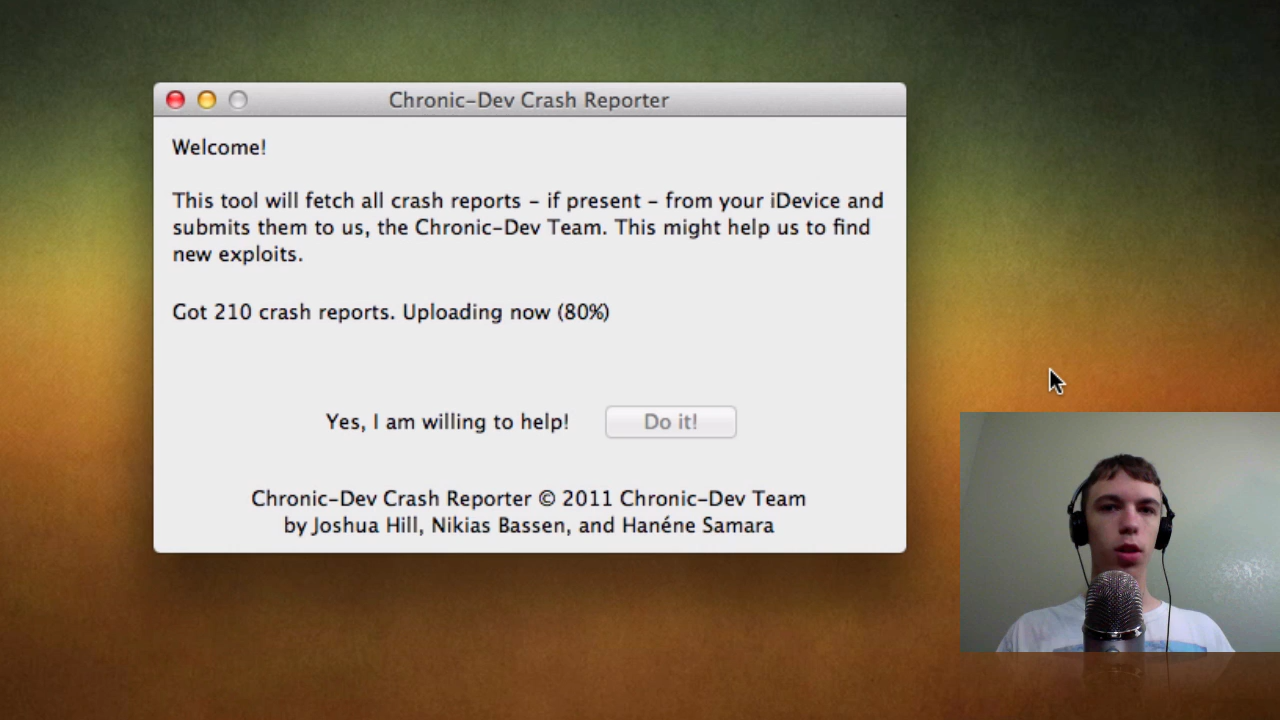 Chronic-Dev Crash Reporter
Welcome!
This tool will fetch all crash reports – if present – from your iDevice and
submits them to us, the Chronic-Dev Team. This might help us to find
new exploits.
Got 210 crash reports. Uploading now (80%)
Yes, I am willing to help!
Do it!
Chronic-Dev Crash Reporter © 2011 Chronic-Dev Team
by Joshua Hill, Nikias Bassen, and Hanéne Samara